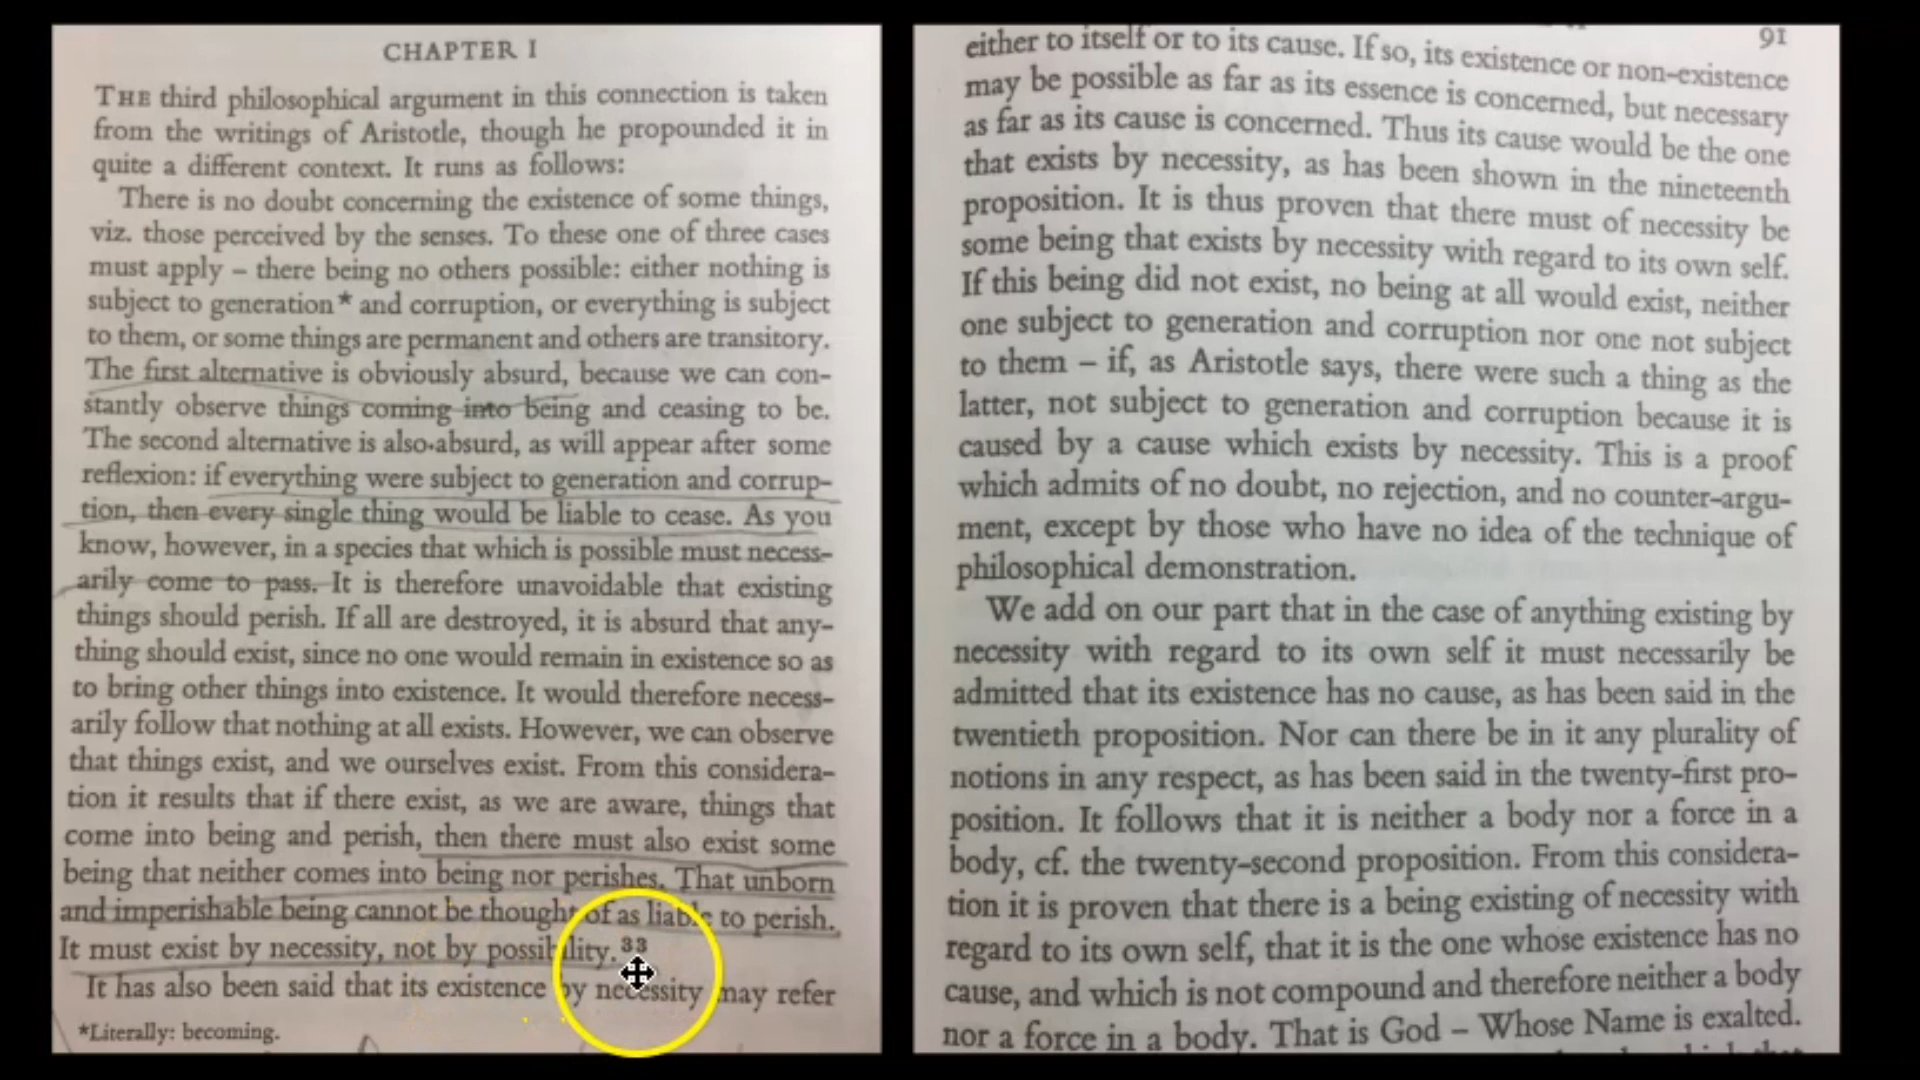 CHAPTER I
THE third philosophical argument in this connection is taken
from the writings of Aristotle, though he propounded it in
quite a different context. It runs as follows:
There is no doubt concerning the existence of some things,
viz. those perceived by the senses. To these one of three cases
must apply – there being no others possible: either nothing is
subject to generation* and corruption, or everything is subject
to them, or some things are permanent and others are transitory.
The first alternative is obviously absurd, because we can con-
stantly observe things coming into being and ceasing to be.
The second alternative is also absurd, as will appear after some
reflexion: if everything were subject to generation and corrup-
tion, then every single thing would be liable to cease. As you
know, however, in a species that which is possible must necess-
arily come to pass. It is therefore unavoidable that existing
things should perish. If all are destroyed, it is absurd that any-
thing should exist, since no one would remain in existence so as
to bring other things into existence. It would therefore necess-
arily follow that nothing at all exists. However, we can observe
that things exist, and we ourselves exist. From this considera-
tion it results that if there exist, as we are aware, things that
come into being and perish, then there must also exist some
being that neither comes into being nor perishes. That unborn
and imperishable being cannot be thought of as liable to perish.
It must exist by necessity, not by possibility.33
It has also been said that its existence by necessity may refer
*Literally: becoming.
91
either to itself or to its cause. If so, its existence or non-existence
may be possible as far as its essence is concerned, but necessary
as far as its cause is concerned. Thus its cause would be the one
that exists by necessity, as has been shown in the nineteenth
proposition. It is thus proven that there must of necessity be
some being that exists by necessity with regard to its own self.
If this being did not exist, no being at all would exist, neither
one subject to generation and corruption nor one not subject
to them – if, as Aristotle says, there were such a thing as the
latter, not subject to generation and corruption because it is
caused by a cause which exists by necessity. This is a proof
which admits of no doubt, no rejection, and no counter-argu-
ment, except by those who have no idea of the technique of
philosophical demonstration.
We add on our part that in the case of anything existing by
necessity with regard to its own self it must necessarily be
admitted that its existence has no cause, as has been said in the
twentieth proposition. Nor can there be in it any plurality of
notions in any respect, as has been said in the twenty-first pro-
position. It follows that it is neither a body nor a force in a
body, cf. the twenty-second proposition. From this considera-
tion it is proven that there is a being existing of necessity with
regard to its own self, that it is the one whose existence has no
cause, and which is not compound and therefore neither a body
nor a force in a body. That is God – Whose Name is exalted.